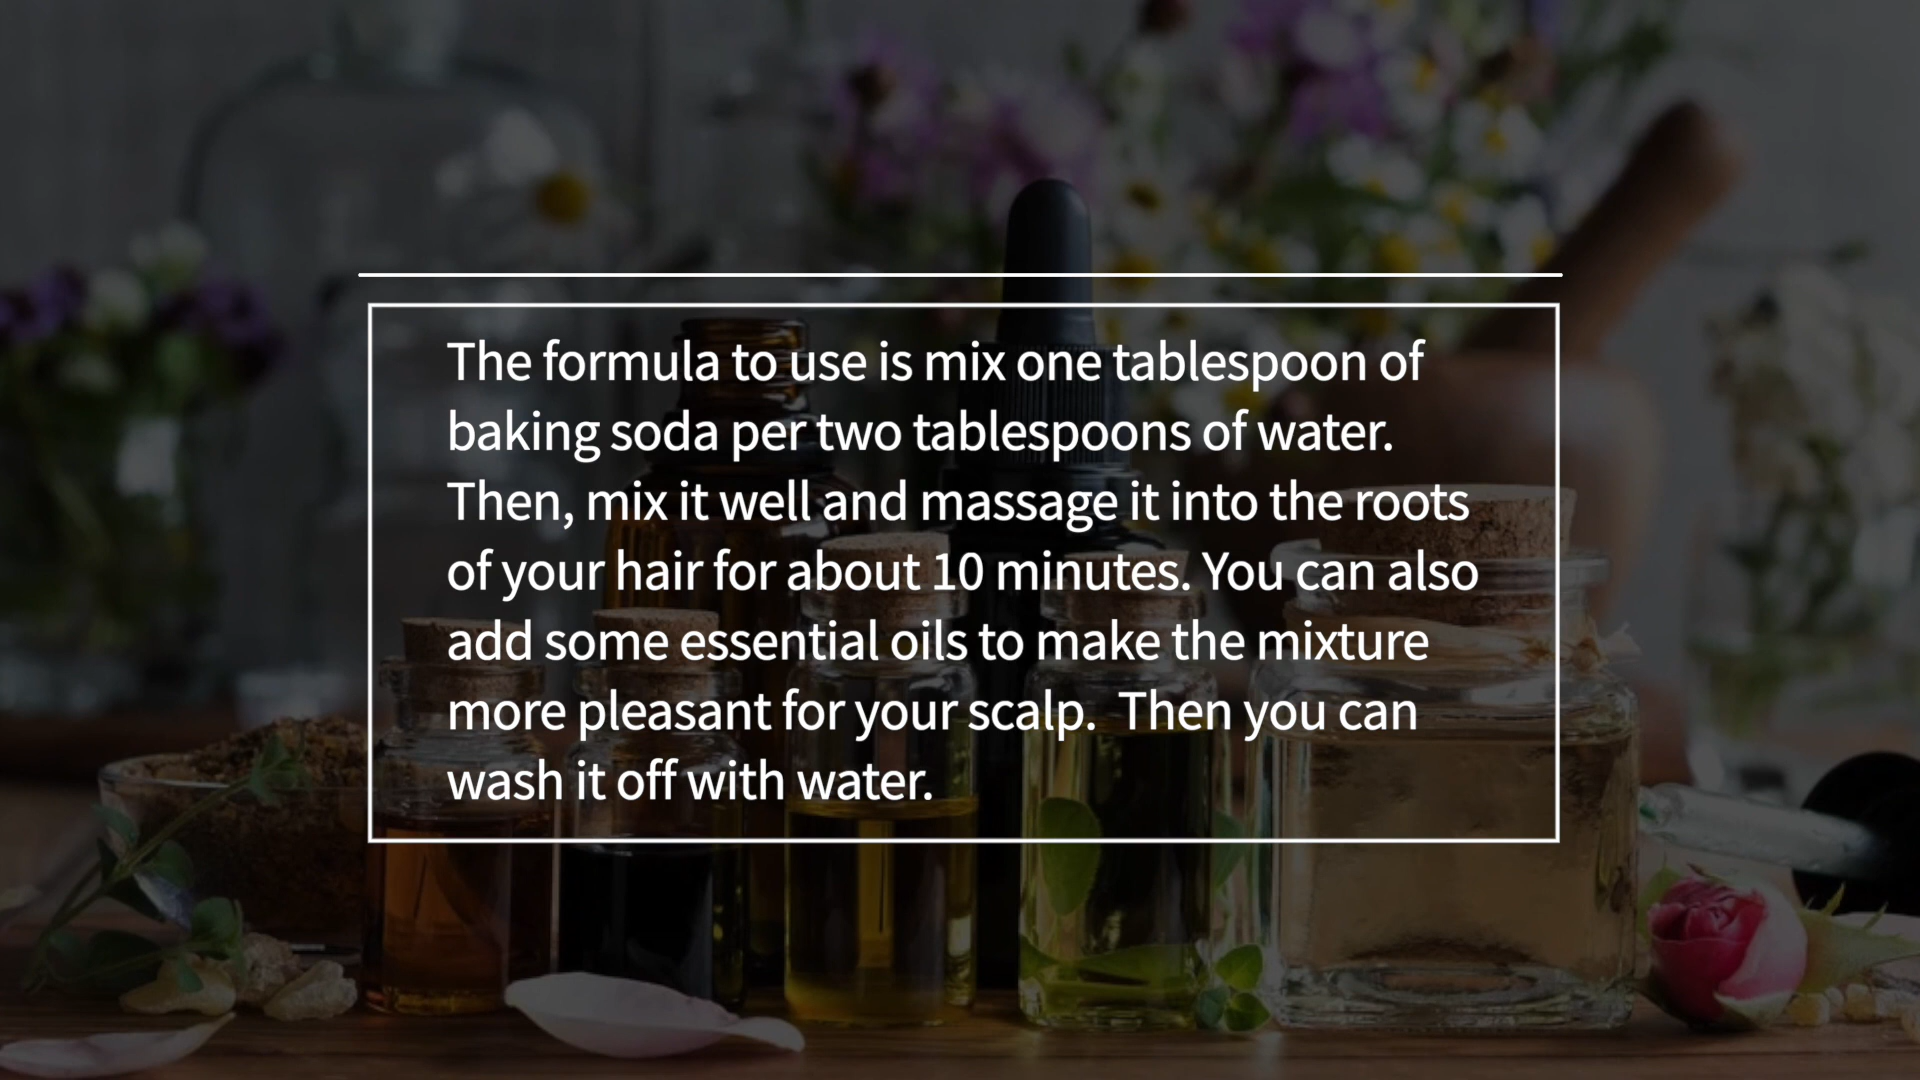 The formula to use is mix one tablespoon of
baking soda per two tablespoons of water.
Then, mix it well and massage it into the roots
of your hair for about 10 minutes. You can also
add some essential oils to make the mixture
more pleasant for your scalp.  Then you can
wash it off with water.